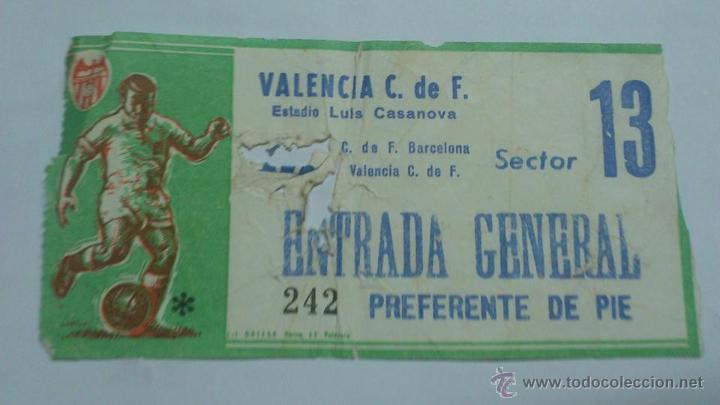 VALENCIA C. de F.
Estadio Luis Casanova
C. de F. Barcelona
Valencia C. de F.
Sector 13
ENTRADA GENERAL
242 PREFERENTE DE PIE
www.todocoleccion.net